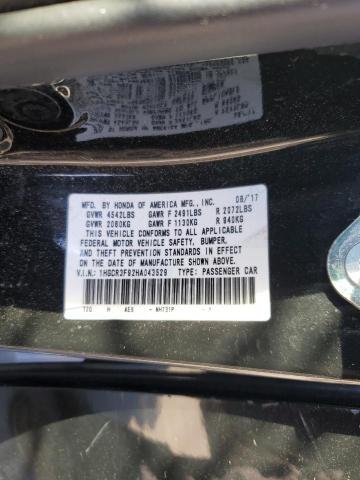 MFD. BY HONDA OF AMERICA MFG., INC. 08/'17
GVWR 4542LBS GAWR F 2491LBS R 2072LBS
GVWR 2060KG GAWR F 1130KG R 940KG
THIS VEHICLE CONFORMS TO ALL APPLICABLE
FEDERAL MOTOR VEHICLE SAFETY, BUMPER,
AND THEFT PREVENTION STANDARDS IN EFFECT
ON THE DATE OF MANUFACTURE SHOWN ABOVE.
V.I.N.: 1HGCR2F92HA043529 TYPE: PASSENGER CAR
NH731P